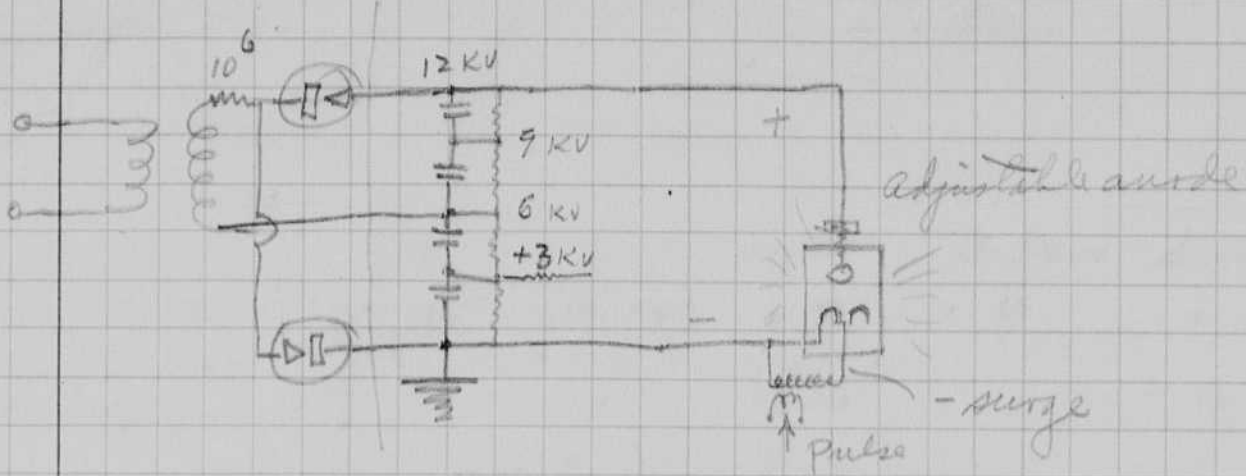 10^6
12 KV
+
9 KV
adjustable anode
6 KV
+3 KV
-
- surge
Pulse